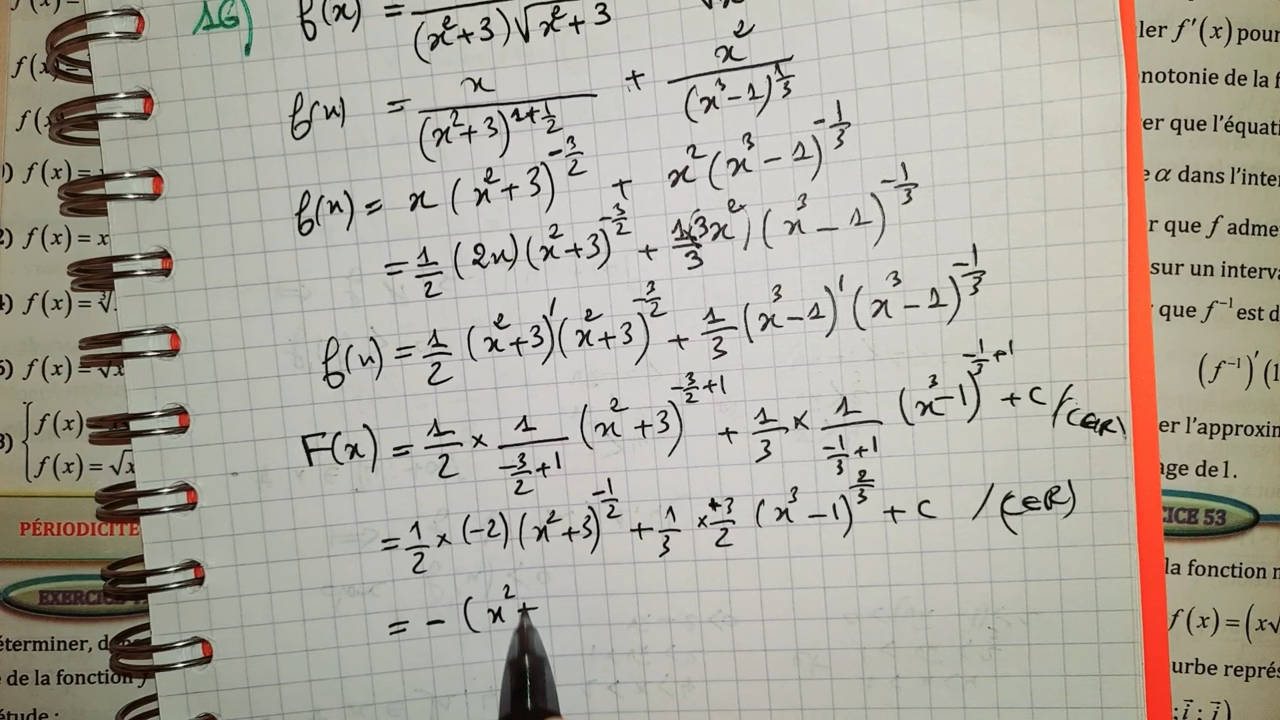 16) f(x) = / (x²+3)√x²+3
f(x) = x / (x²+3)^(1+1/2) + x² / (x³-1)^(1/3)
f(x) = x (x²+3)^(-3/2) + x² (x³-1)^(-1/3)
= 1/2 (2x)(x²+3)^(-3/2) + 1/3 (3x²)(x³-1)^(-1/3)
f(x) = 1/2 (x²+3)'(x²+3)^(-3/2) + 1/3 (x³-1)'(x³-1)^(-1/3)
F(x) = 1/2 × 1/(-3/2+1) (x²+3)^(-3/2+1) + 1/3 × 1/(-1/3+1) (x³-1)^(-1/3+1) + C /(C∈R)
= 1/2 × (-2)(x²+3)^(-1/2) + 1/3 × +3/2 (x³-1)^(2/3) + C /(C∈R)
= - (x²+
f(x) = x
f(x) = ∛
f(x) = √x
f(x)
f(x) = √x
PÉRIODICITÉ
EXERCICE
de la fonction f
étude :
ler f'(x) pour
notonie de la f
er que l'équati
α dans l'inter
r que f adme
sur un interva
que f⁻¹ est d
(f⁻¹)'(1
er l'approxim
age de 1.
CICE 53
la fonction n
f(x) = (x√
urbe représ
; i⃗ ; j⃗)